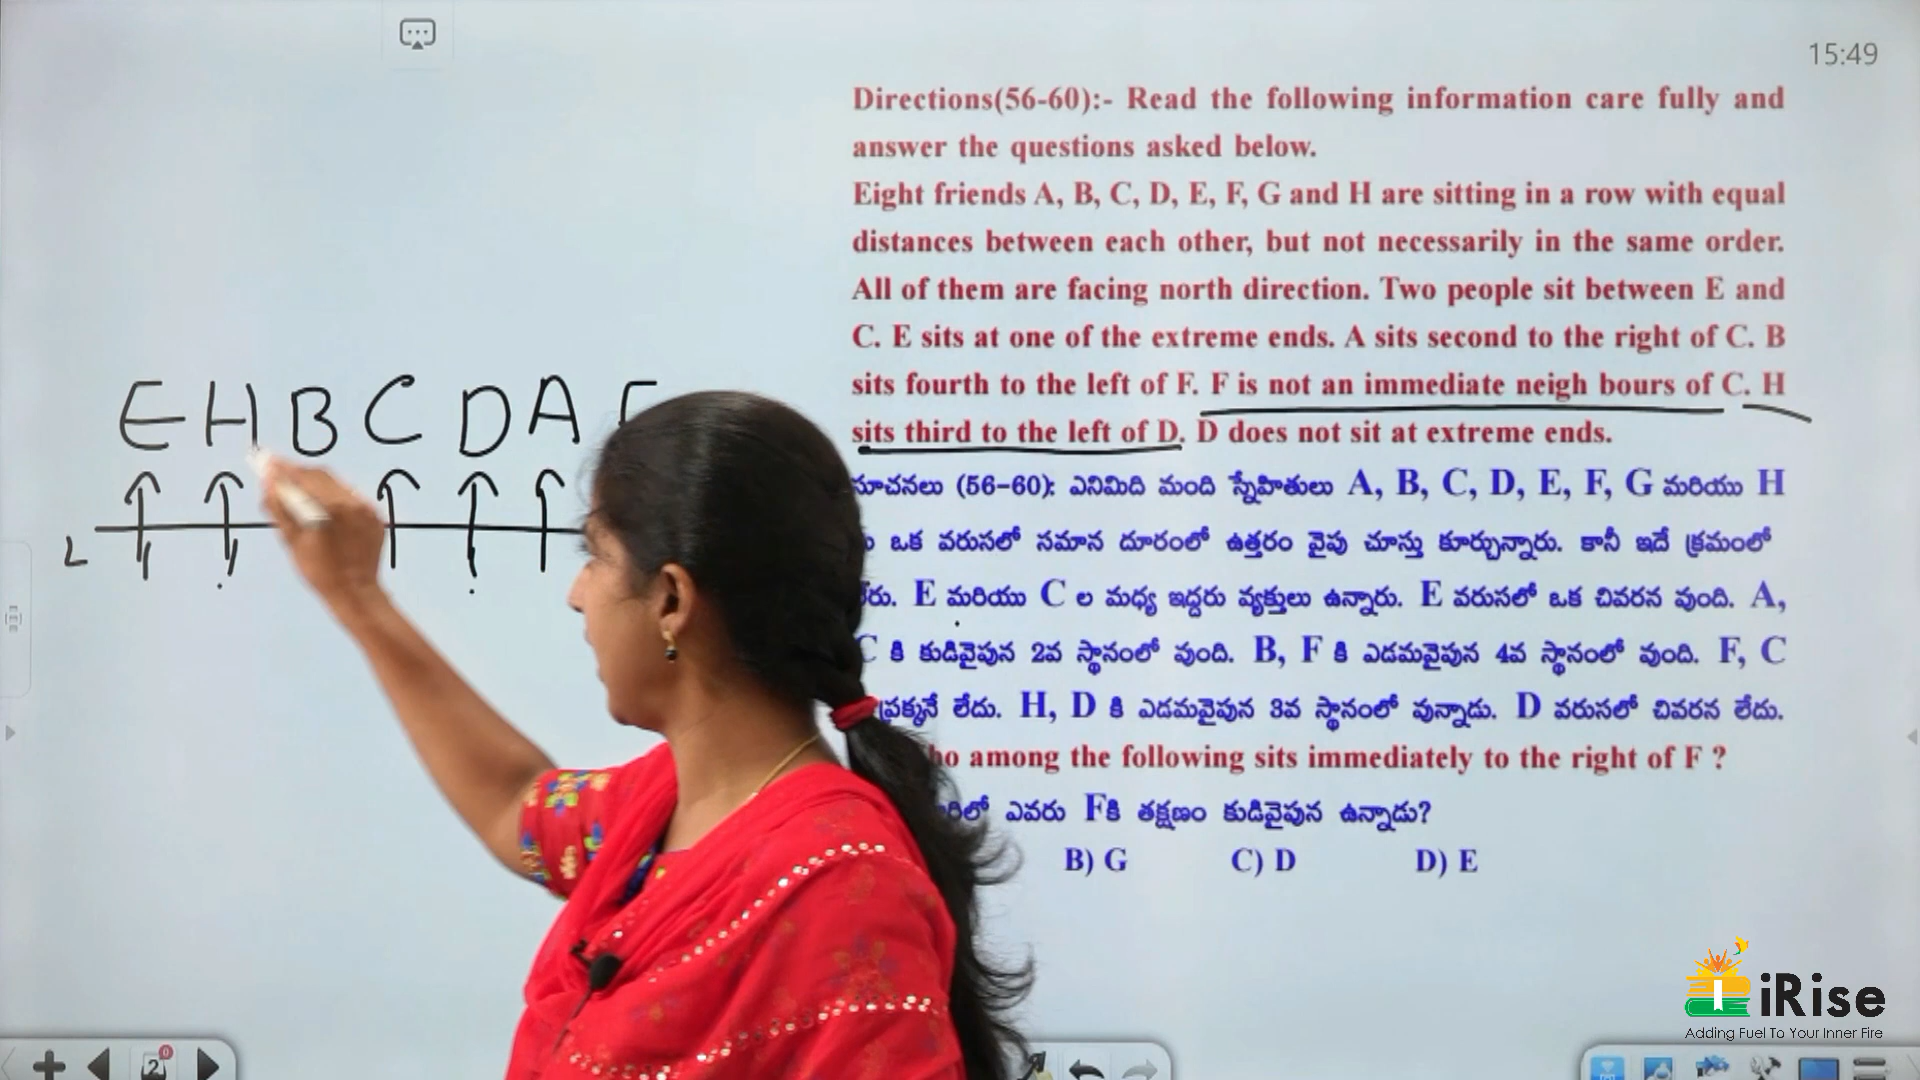 15:49
Directions(56-60):- Read the following information care fully and
answer the questions asked below.
Eight friends A, B, C, D, E, F, G and H are sitting in a row with equal
distances between each other, but not necessarily in the same order.
All of them are facing north direction. Two people sit between E and
C. E sits at one of the extreme ends. A sits second to the right of C. B
sits fourth to the left of F. F is not an immediate neigh bours of C. H
sits third to the left of D. D does not sit at extreme ends.
సూచనలు (56-60): ఎనిమిది మంది స్నేహితులు A, B, C, D, E, F, G మరియు H
ఒక వరుసలో సమాన దూరంలో ఉత్తరం వైపు చూస్తు కూర్చున్నారు. కానీ ఇదే క్రమంలో
E మరియు C ల మధ్య ఇద్దరు వ్యక్తులు ఉన్నారు. E వరుసలో ఒక చివరన వుంది. A,
C కి కుడివైపున 2వ స్థానంలో వుంది. B, F కి ఎడమవైపున 4వ స్థానంలో వుంది. F, C
ప్రక్కనే లేదు. H, D కి ఎడమవైపున 3వ స్థానంలో వున్నాడు. D వరుసలో చివరన లేదు.
among the following sits immediately to the right of F ?
ఎవరు Fకి తక్షణం కుడివైపున ఉన్నాడు?
B) G C) D D) E
E H B C D A
L
2
0
iRise
Adding Fuel To Your Inner Fire